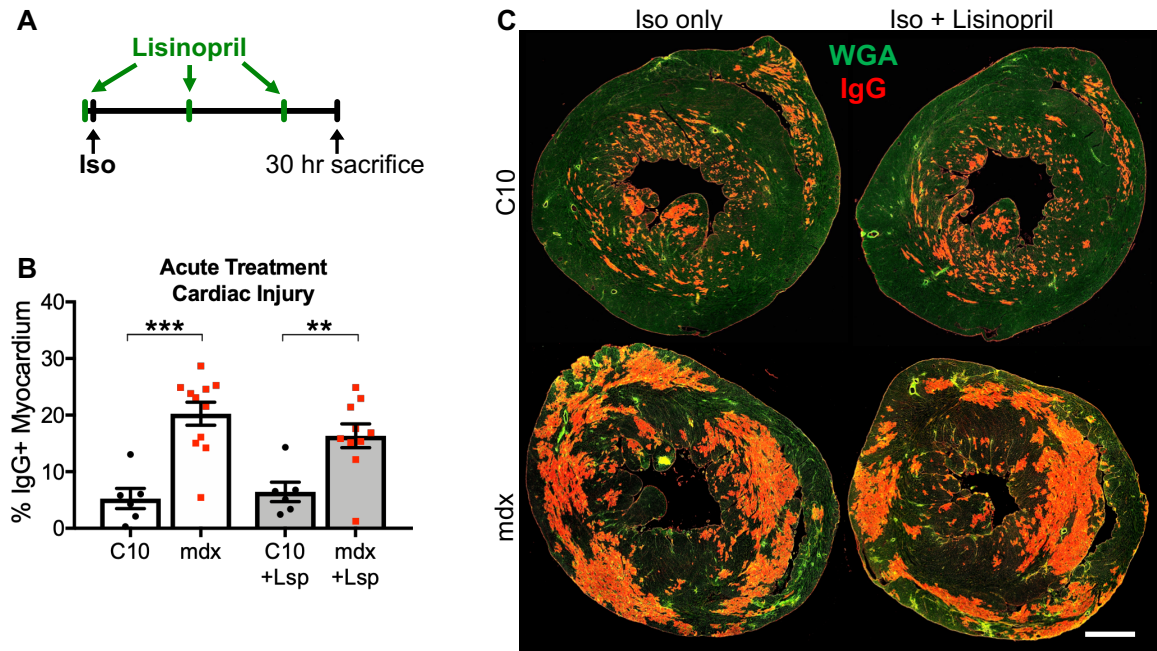 A
Lisinopril
Iso
30 hr sacrifice
B
Acute Treatment
Cardiac Injury
% IgG+ Myocardium
40
30
20
10
0
***
**
C10
mdx
C10
+Lsp
mdx
+Lsp
C
Iso only
Iso + Lisinopril
WGA
IgG
C10
mdx